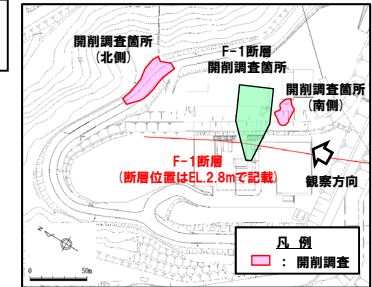 開削調査箇所
(北側)
F-1断層
開削調査箇所
開削調査箇所
(南側)
F-1断層
(断層位置はEL.2.8mで記載)
観察方向
N
0 50m
凡 例
: 開削調査